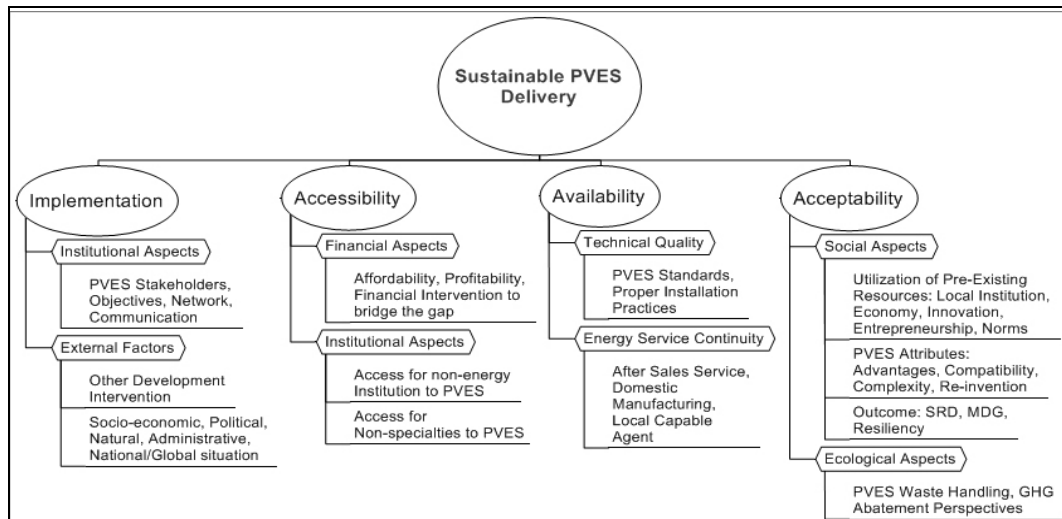 Sustainable PVES
Delivery
Implementation
Institutional Aspects
PVES Stakeholders,
Objectives, Network,
Communication
External Factors
Other Development
Intervention
Socio-economic, Political,
Natural, Administrative,
National/Global situation
Accessibility
Financial Aspects
Affordability, Profitability,
Financial Intervention to
bridge the gap
Institutional Aspects
Access for non-energy
Institution to PVES
Access for
Non-specialties to PVES
Availability
Technical Quality
PVES Standards,
Proper Installation
Practices
Energy Service Continuity
After Sales Service,
Domestic
Manufacturing,
Local Capable
Agent
Acceptability
Social Aspects
Utilization of Pre-Existing
Resources: Local Institution,
Economy, Innovation,
Entrepreneurship, Norms
PVES Attributes:
Advantages, Compatibility,
Complexity, Re-invention
Outcome: SRD, MDG,
Resiliency
Ecological Aspects
PVES Waste Handling, GHG
Abatement Perspectives